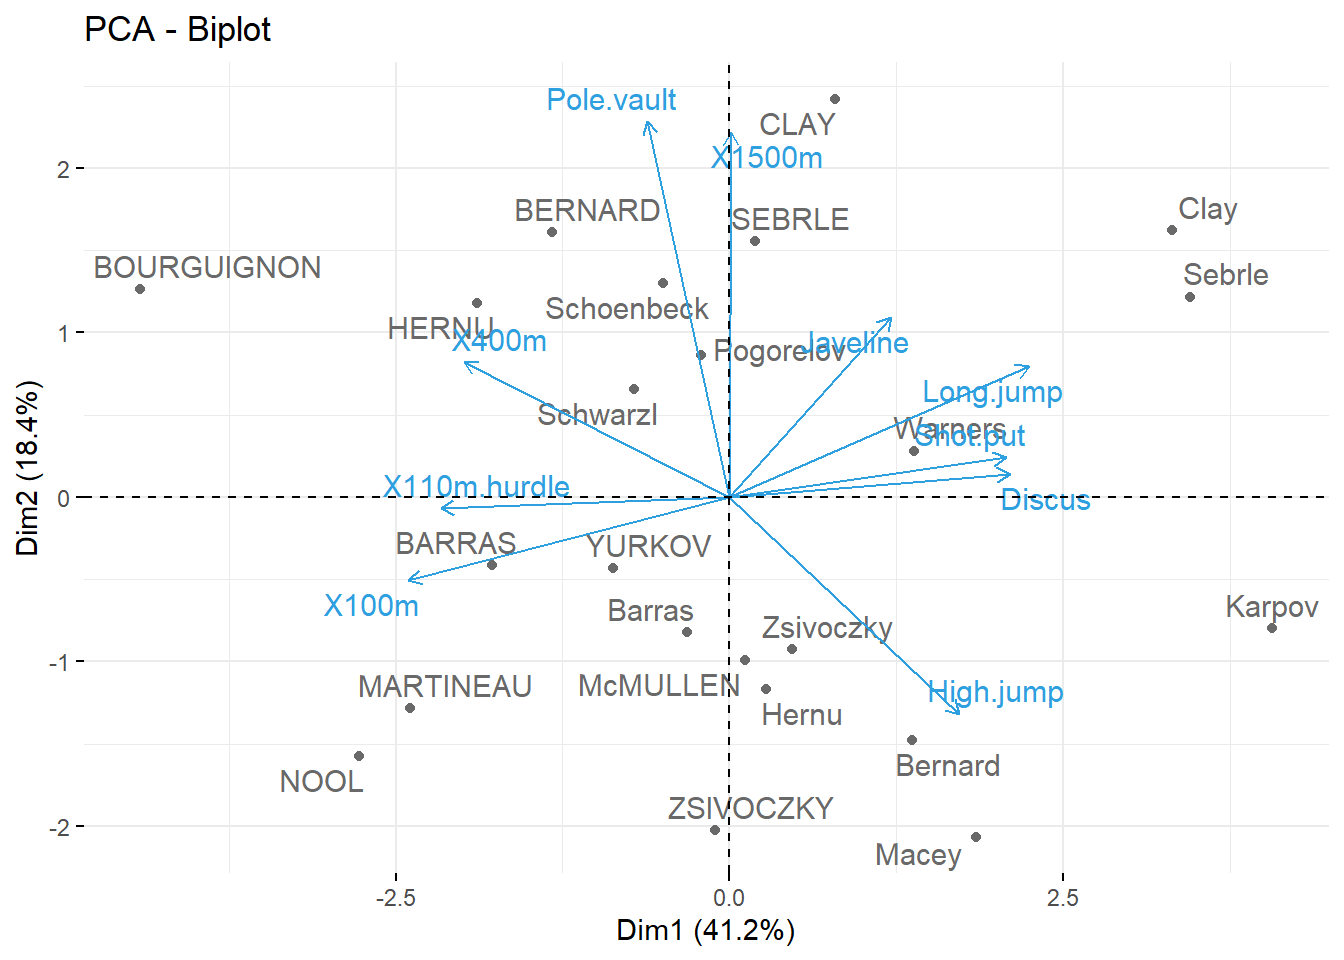 PCA - Biplot
Pole.vault
CLAY
X1500m
2
BERNARD
SEBRLE
Clay
BOURGUIGNON
Sebrle
Schoenbeck
HERNU
1
X400m
Javeline
Pogorelov
Long.jump
Schwarzl
Warners
Shot.put
X110m.hurdle
0
Discus
BARRAS
YURKOV
X100m
Barras
Karpov
Zsivoczky
-1
MARTINEAU
McMULLEN
High.jump
Hernu
Bernard
NOOL
ZSIVOCZKY
-2
Macey
-2.5
0.0
2.5
Dim1 (41.2%)
Dim2 (18.4%)